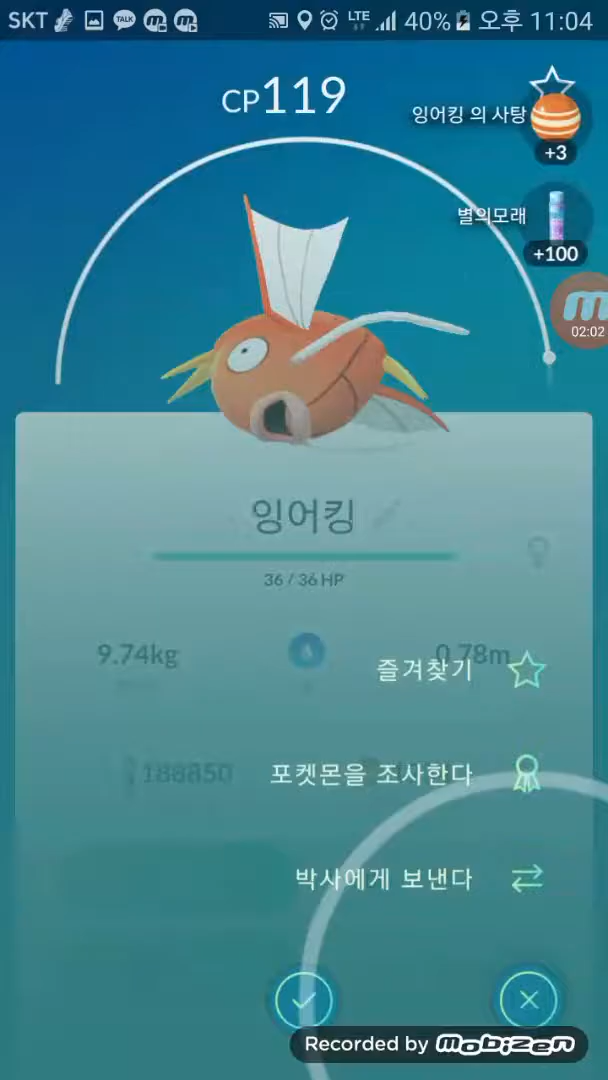 SKT TALK LTE 40% 오후 11:04
CP119
잉어킹 의 사탕
+3
별의모래
+100
02:02
잉어킹
36 / 36 HP
9.74kg
0.78m
즐겨찾기
188850
포켓몬을 조사한다
박사에게 보낸다
Recorded by mobizen